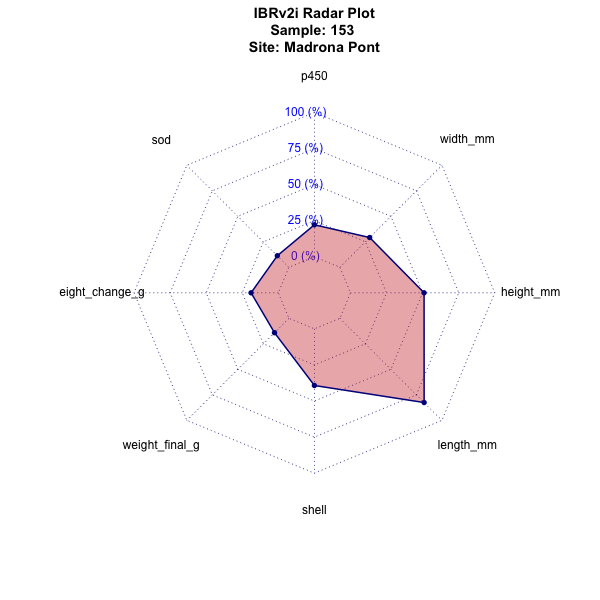 IBRv2i Radar Plot
Sample: 153
Site: Madrona Pont
p450
100 (%)
sod
width_mm
75 (%)
50 (%)
25 (%)
0 (%)
eight_change_g
height_mm
weight_final_g
length_mm
shell